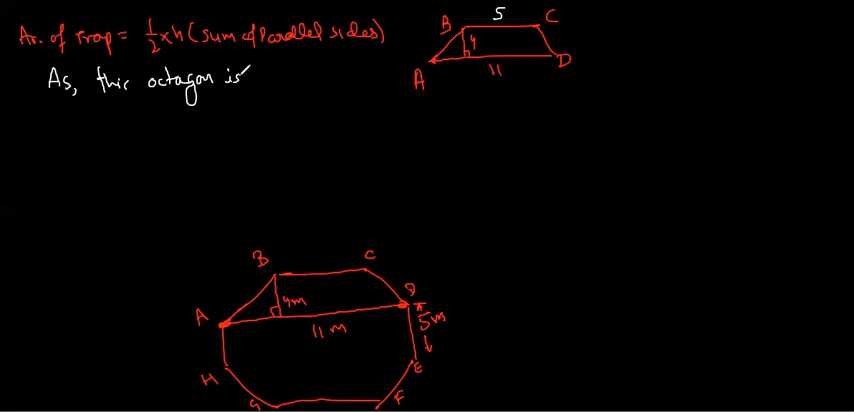 Ar. of Trap = 1/2 x h (sum of Parallel sides)
As, this octagon is
B 5 C
4
A 11 D
B C
A 4m D
11 m 5m
H E
G F